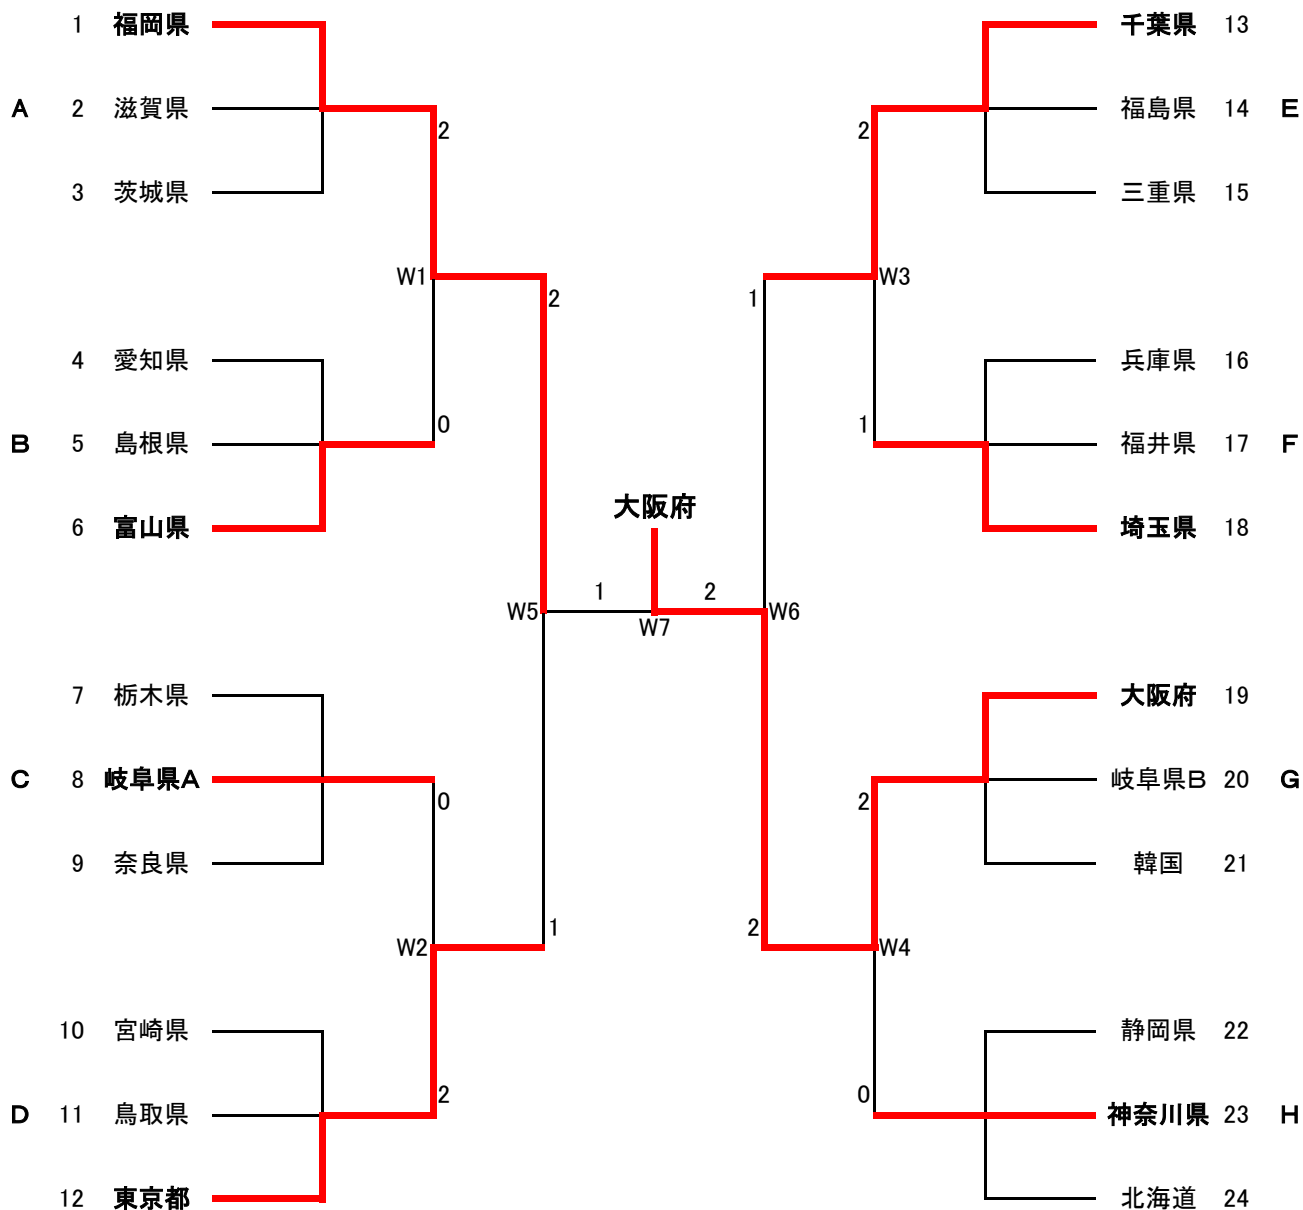 1 福岡県 千葉県 13
A 2 滋賀県 福島県 14 E
2 2
3 茨城県 三重県 15
W1 W3
2 1
4 愛知県 兵庫県 16
0 1
B 5 島根県 福井県 17 F
大阪府
6 富山県 埼玉県 18
1 2
W5 W6
W7
7 栃木県 大阪府 19
C 8 岐阜県A 岐阜県B 20 G
0 2
9 奈良県 韓国 21
1 2
W2 W4
10 宮崎県 静岡県 22
2 0
D 11 鳥取県 神奈川県 23 H
12 東京都 北海道 24